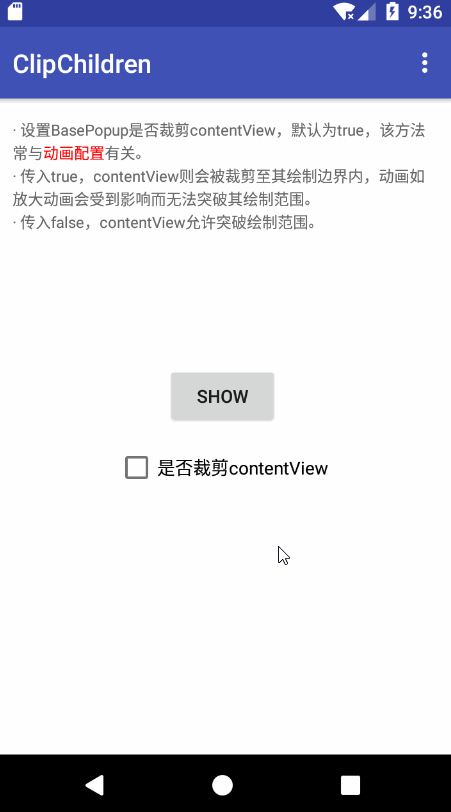 9:36
ClipChildren
· 设置BasePopup是否裁剪contentView，默认为true，该方法
常与动画配置有关。
· 传入true，contentView则会被裁剪至其绘制边界内，动画如
放大动画会受到影响而无法突破其绘制范围。
· 传入false，contentView允许突破绘制范围。
SHOW
是否裁剪contentView